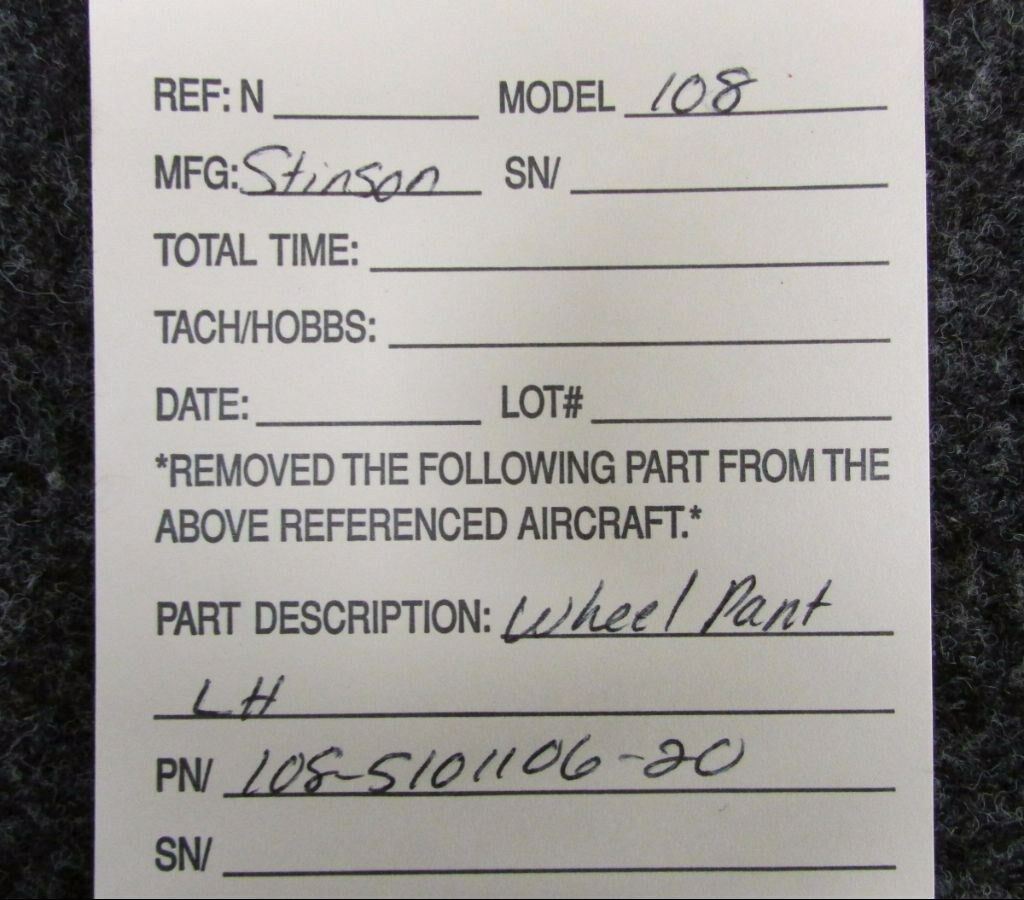 REF: N MODEL 108
MFG: Stinson SN/
TOTAL TIME:
TACH/HOBBS:
DATE: LOT#
*REMOVED THE FOLLOWING PART FROM THE
ABOVE REFERENCED AIRCRAFT.*
PART DESCRIPTION: Wheel Pant
LH
PN/ 108-5101106-20
SN/